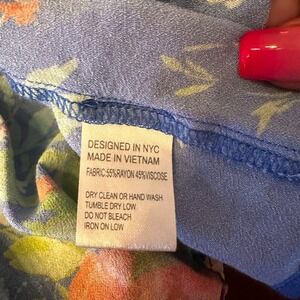 DESIGNED IN NYC
MADE IN VIETNAM
FABRIC:55%RAYON 45%VISCOSE
DRY CLEAN OR HAND WASH
TUMBLE DRY LOW.
DO NOT BLEACH
IRON ON LOW